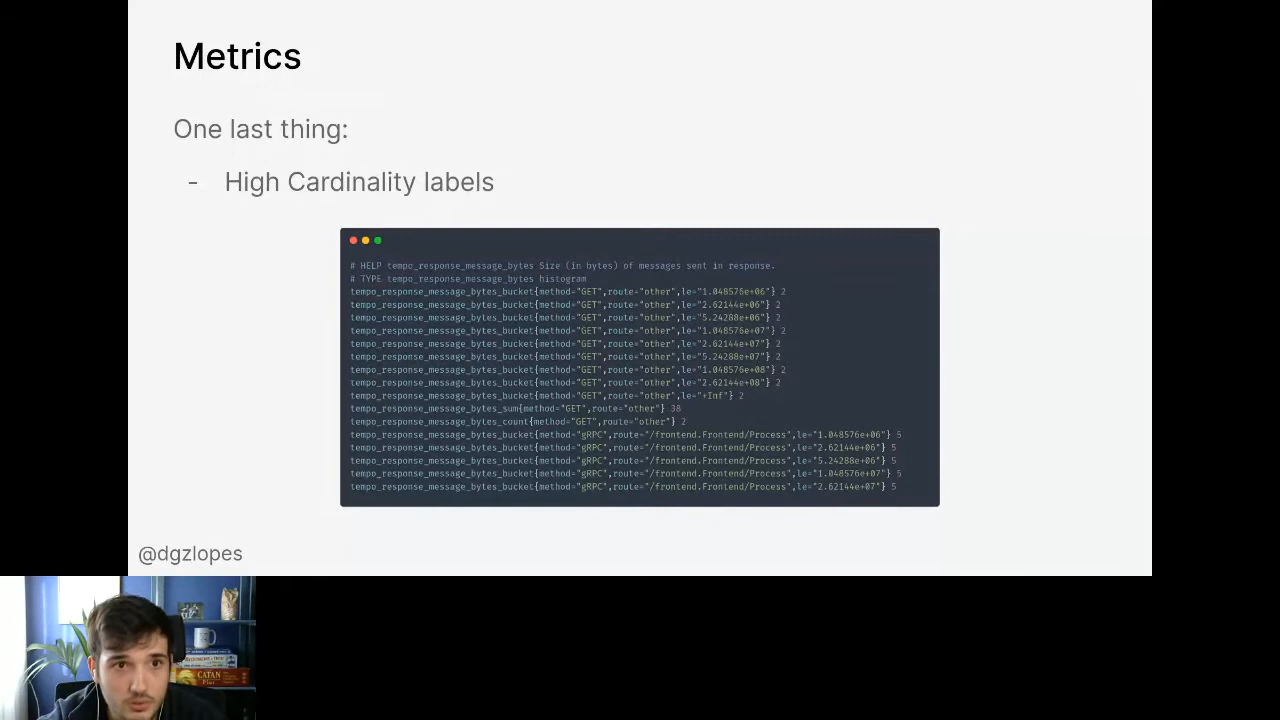 Metrics
One last thing:
- High Cardinality labels
# HELP tempo_response_message_bytes Size (in bytes) of messages sent in response.
# TYPE tempo_response_message_bytes histogram
tempo_response_message_bytes_bucket{method="GET",route="other",le="1.048576e+06"} 2
tempo_response_message_bytes_bucket{method="GET",route="other",le="2.62144e+06"} 2
tempo_response_message_bytes_bucket{method="GET",route="other",le="5.24288e+06"} 2
tempo_response_message_bytes_bucket{method="GET",route="other",le="1.048576e+07"} 2
tempo_response_message_bytes_bucket{method="GET",route="other",le="2.62144e+07"} 2
tempo_response_message_bytes_bucket{method="GET",route="other",le="5.24288e+07"} 2
tempo_response_message_bytes_bucket{method="GET",route="other",le="1.048576e+08"} 2
tempo_response_message_bytes_bucket{method="GET",route="other",le="2.62144e+08"} 2
tempo_response_message_bytes_bucket{method="GET",route="other",le="+Inf"} 2
tempo_response_message_bytes_sum{method="GET",route="other"} 38
tempo_response_message_bytes_count{method="GET",route="other"} 2
tempo_response_message_bytes_bucket{method="gRPC",route="/frontend.Frontend/Process",le="1.048576e+06"} 5
tempo_response_message_bytes_bucket{method="gRPC",route="/frontend.Frontend/Process",le="2.62144e+06"} 5
tempo_response_message_bytes_bucket{method="gRPC",route="/frontend.Frontend/Process",le="5.24288e+06"} 5
tempo_response_message_bytes_bucket{method="gRPC",route="/frontend.Frontend/Process",le="1.048576e+07"} 5
tempo_response_message_bytes_bucket{method="gRPC",route="/frontend.Frontend/Process",le="2.62144e+07"} 5
@dgzlopes
CATAN